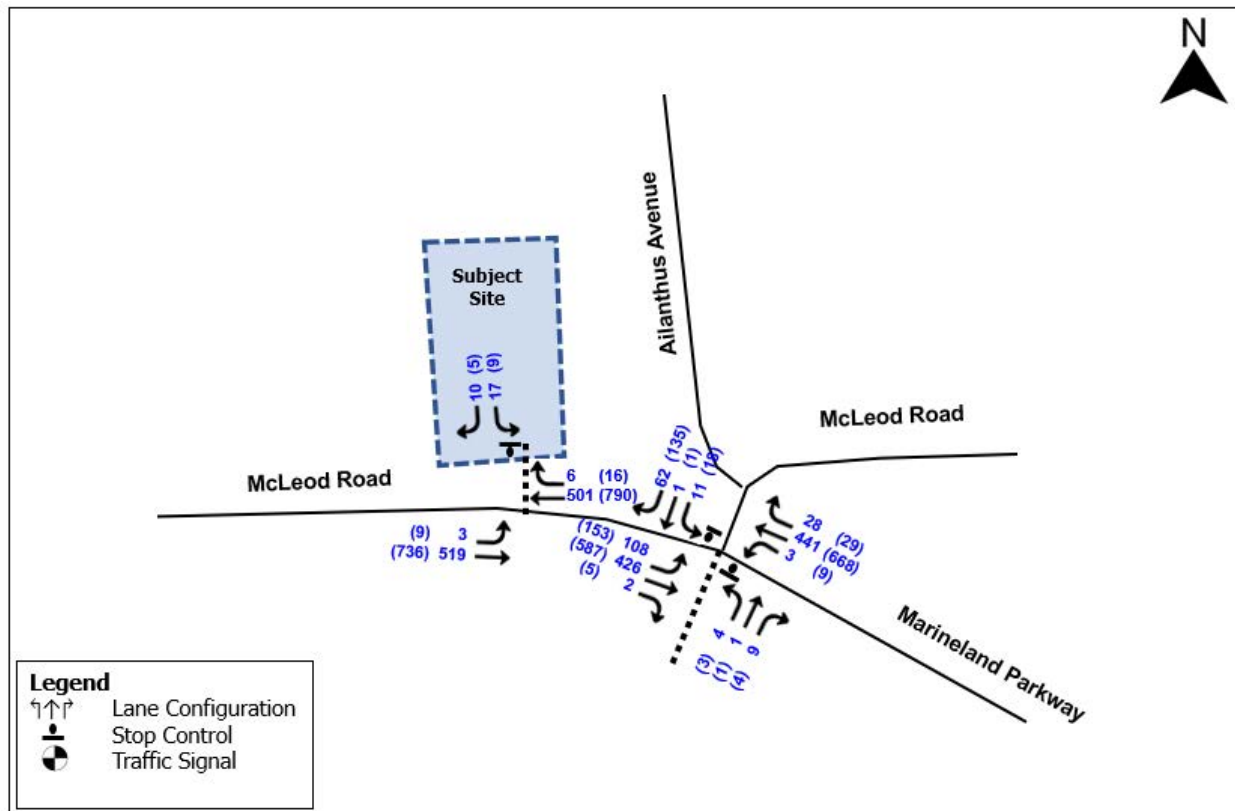 N
Ailanthus Avenue
Subject
Site
10 (5)
17 (9)
McLeod Road
McLeod Road
6 (16)
501 (790)
62 (135)
1 (1)
11 (18)
(9) 3
(736) 519
(153) 108
(587) 426
(5) 2
28 (29)
441 (668)
3 (9)
4 (3)
1 (1)
9 (4)
Marineland Parkway
Legend
Lane Configuration
Stop Control
Traffic Signal